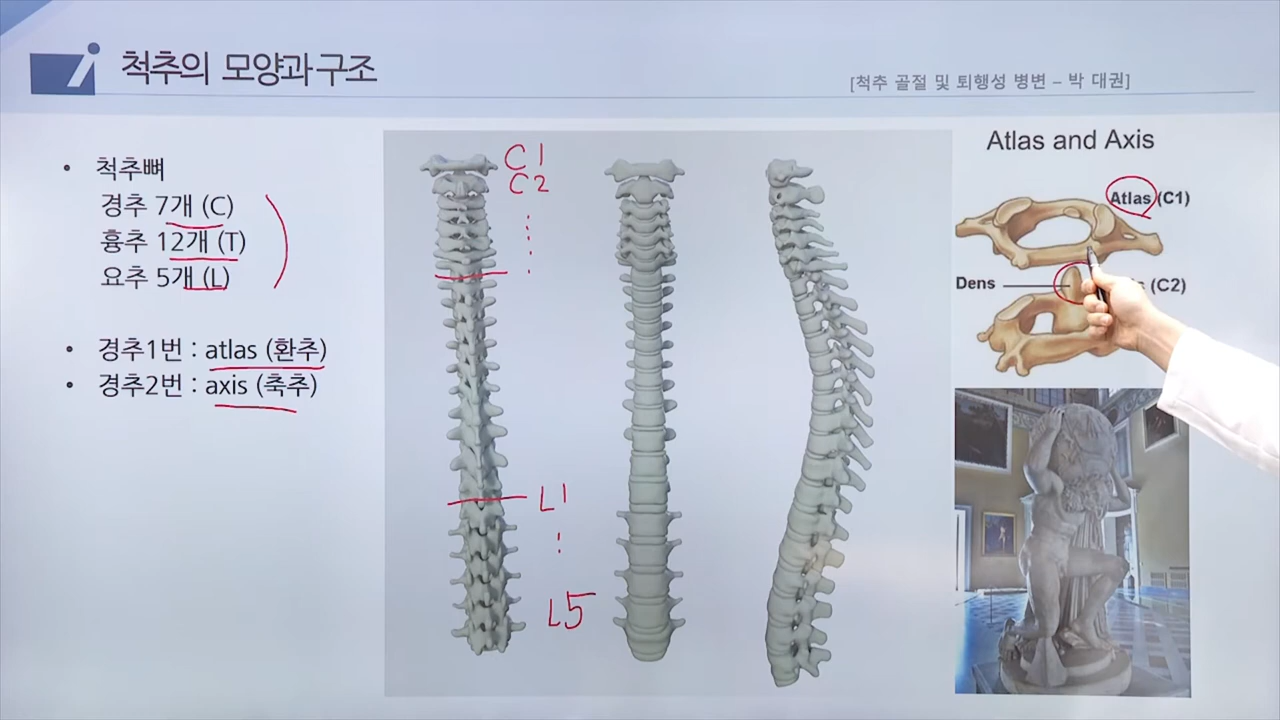 척추의 모양과 구조
[척추 골절 및 퇴행성 병변 – 박 대권]
• 척추뼈
경추 7개 (C)
흉추 12개 (T)
요추 5개 (L)
• 경추1번 : atlas (환추)
• 경추2번 : axis (축추)
C1
C2
L1
L5
Atlas and Axis
Atlas (C1)
Dens
(C2)